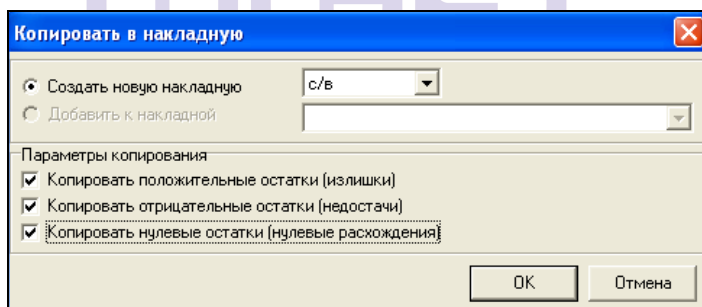 Копировать в накладную
Создать новую накладную с/в
Добавить к накладной
Параметры копирования
Копировать положительные остатки (излишки)
Копировать отрицательные остатки (недостачи)
Копировать нулевые остатки (нулевые расхождения)
OK Отмена